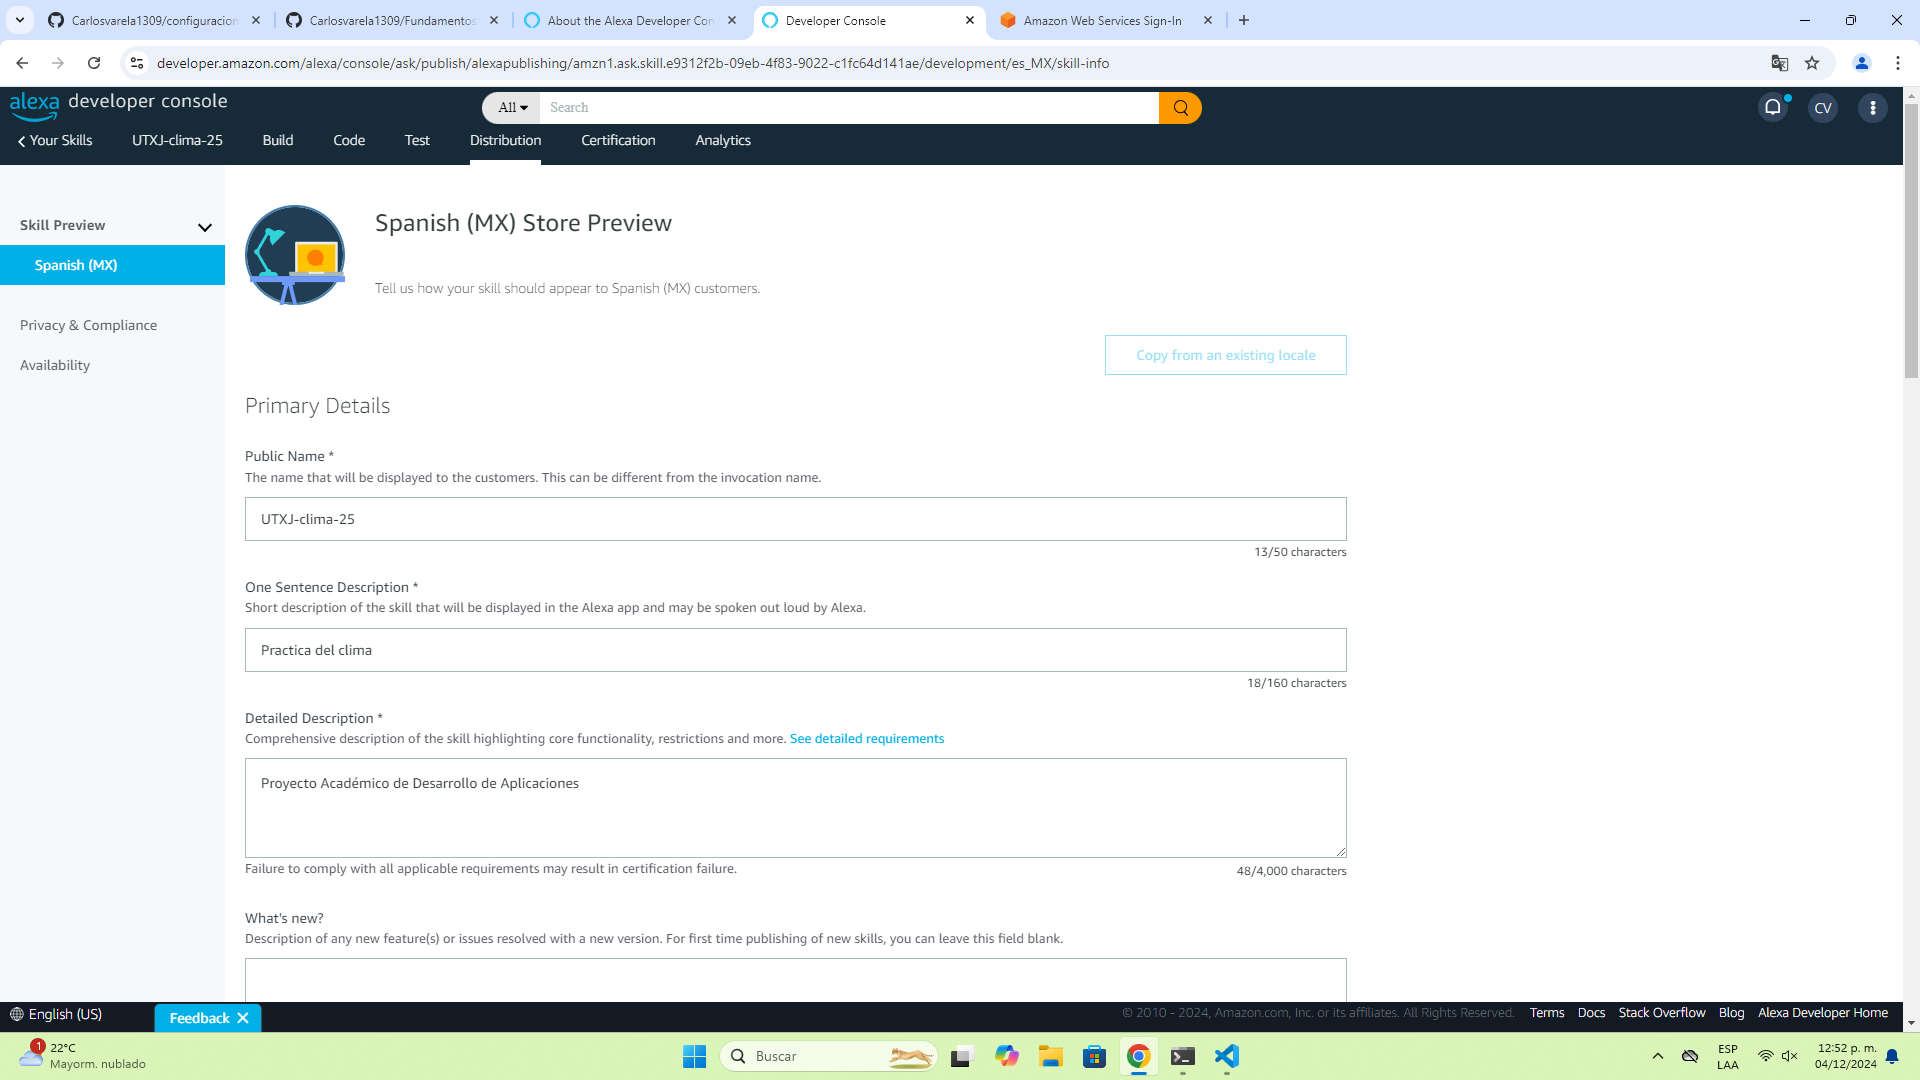 Carlosvarela1309/configuracion
Carlosvarela1309/Fundamentos
About the Alexa Developer Con
Developer Console
Amazon Web Services Sign-In
developer.amazon.com/alexa/console/ask/publish/alexapublishing/amzn1.ask.skill.e9312f2b-09eb-4f83-9022-c1fc64d141ae/development/es_MX/skill-info
alexa developer console
All
Search
CV
Your Skills
UTXJ-clima-25
Build
Code
Test
Distribution
Certification
Analytics
Skill Preview
Spanish (MX)
Privacy & Compliance
Availability
Spanish (MX) Store Preview
Tell us how your skill should appear to Spanish (MX) customers.
Copy from an existing locale
Primary Details
Public Name *
The name that will be displayed to the customers. This can be different from the invocation name.
UTXJ-clima-25
13/50 characters
One Sentence Description *
Short description of the skill that will be displayed in the Alexa app and may be spoken out loud by Alexa.
Practica del clima
18/160 characters
Detailed Description *
Comprehensive description of the skill highlighting core functionality, restrictions and more. See detailed requirements
Proyecto Académico de Desarrollo de Aplicaciones
Failure to comply with all applicable requirements may result in certification failure.
48/4,000 characters
What's new?
Description of any new feature(s) or issues resolved with a new version. For first time publishing of new skills, you can leave this field blank.
English (US)
Feedback
© 2010 - 2024, Amazon.com, Inc. or its affiliates. All Rights Reserved.
Terms
Docs
Stack Overflow
Blog
Alexa Developer Home
1
22°C
Mayorm. nublado
Buscar
ESP
LAA
12:52 p. m.
04/12/2024